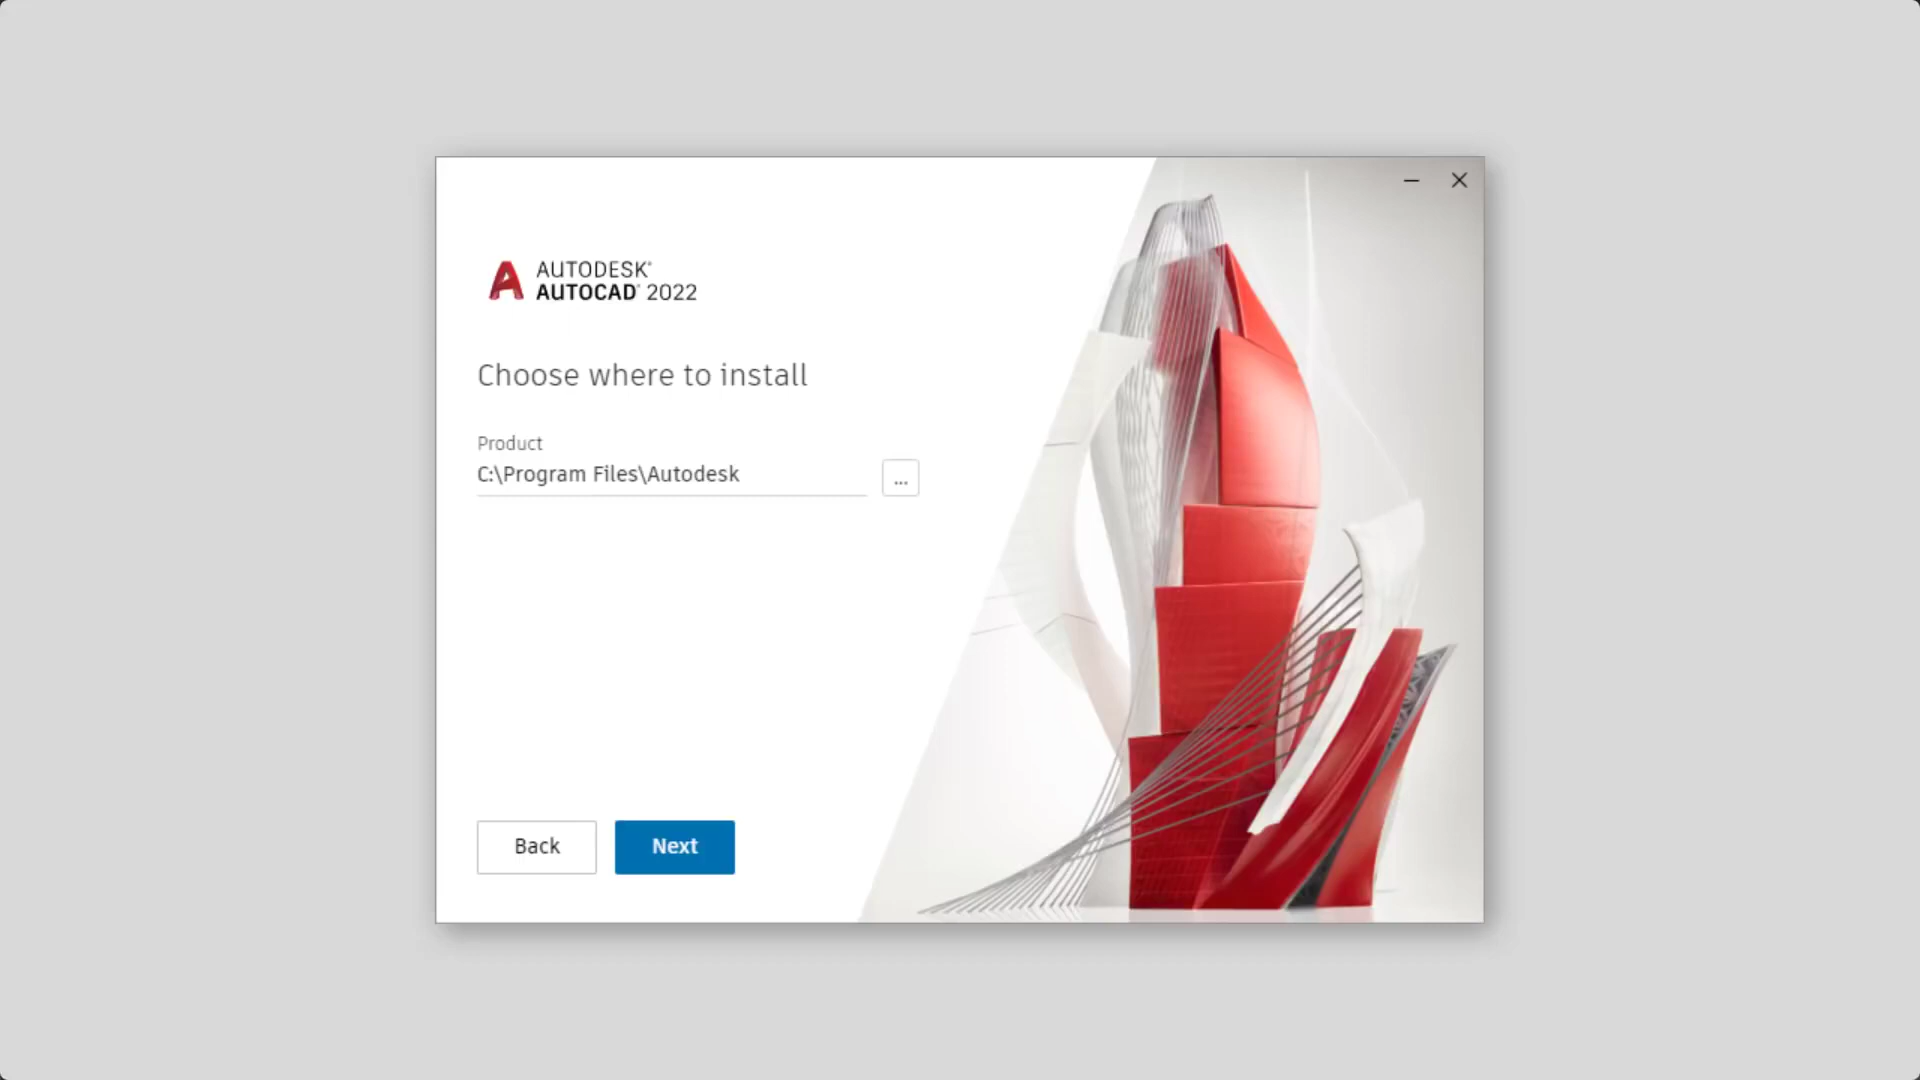 AUTODESK®
AUTOCAD® 2022
Choose where to install
Product
C:\Program Files\Autodesk
...
Back
Next